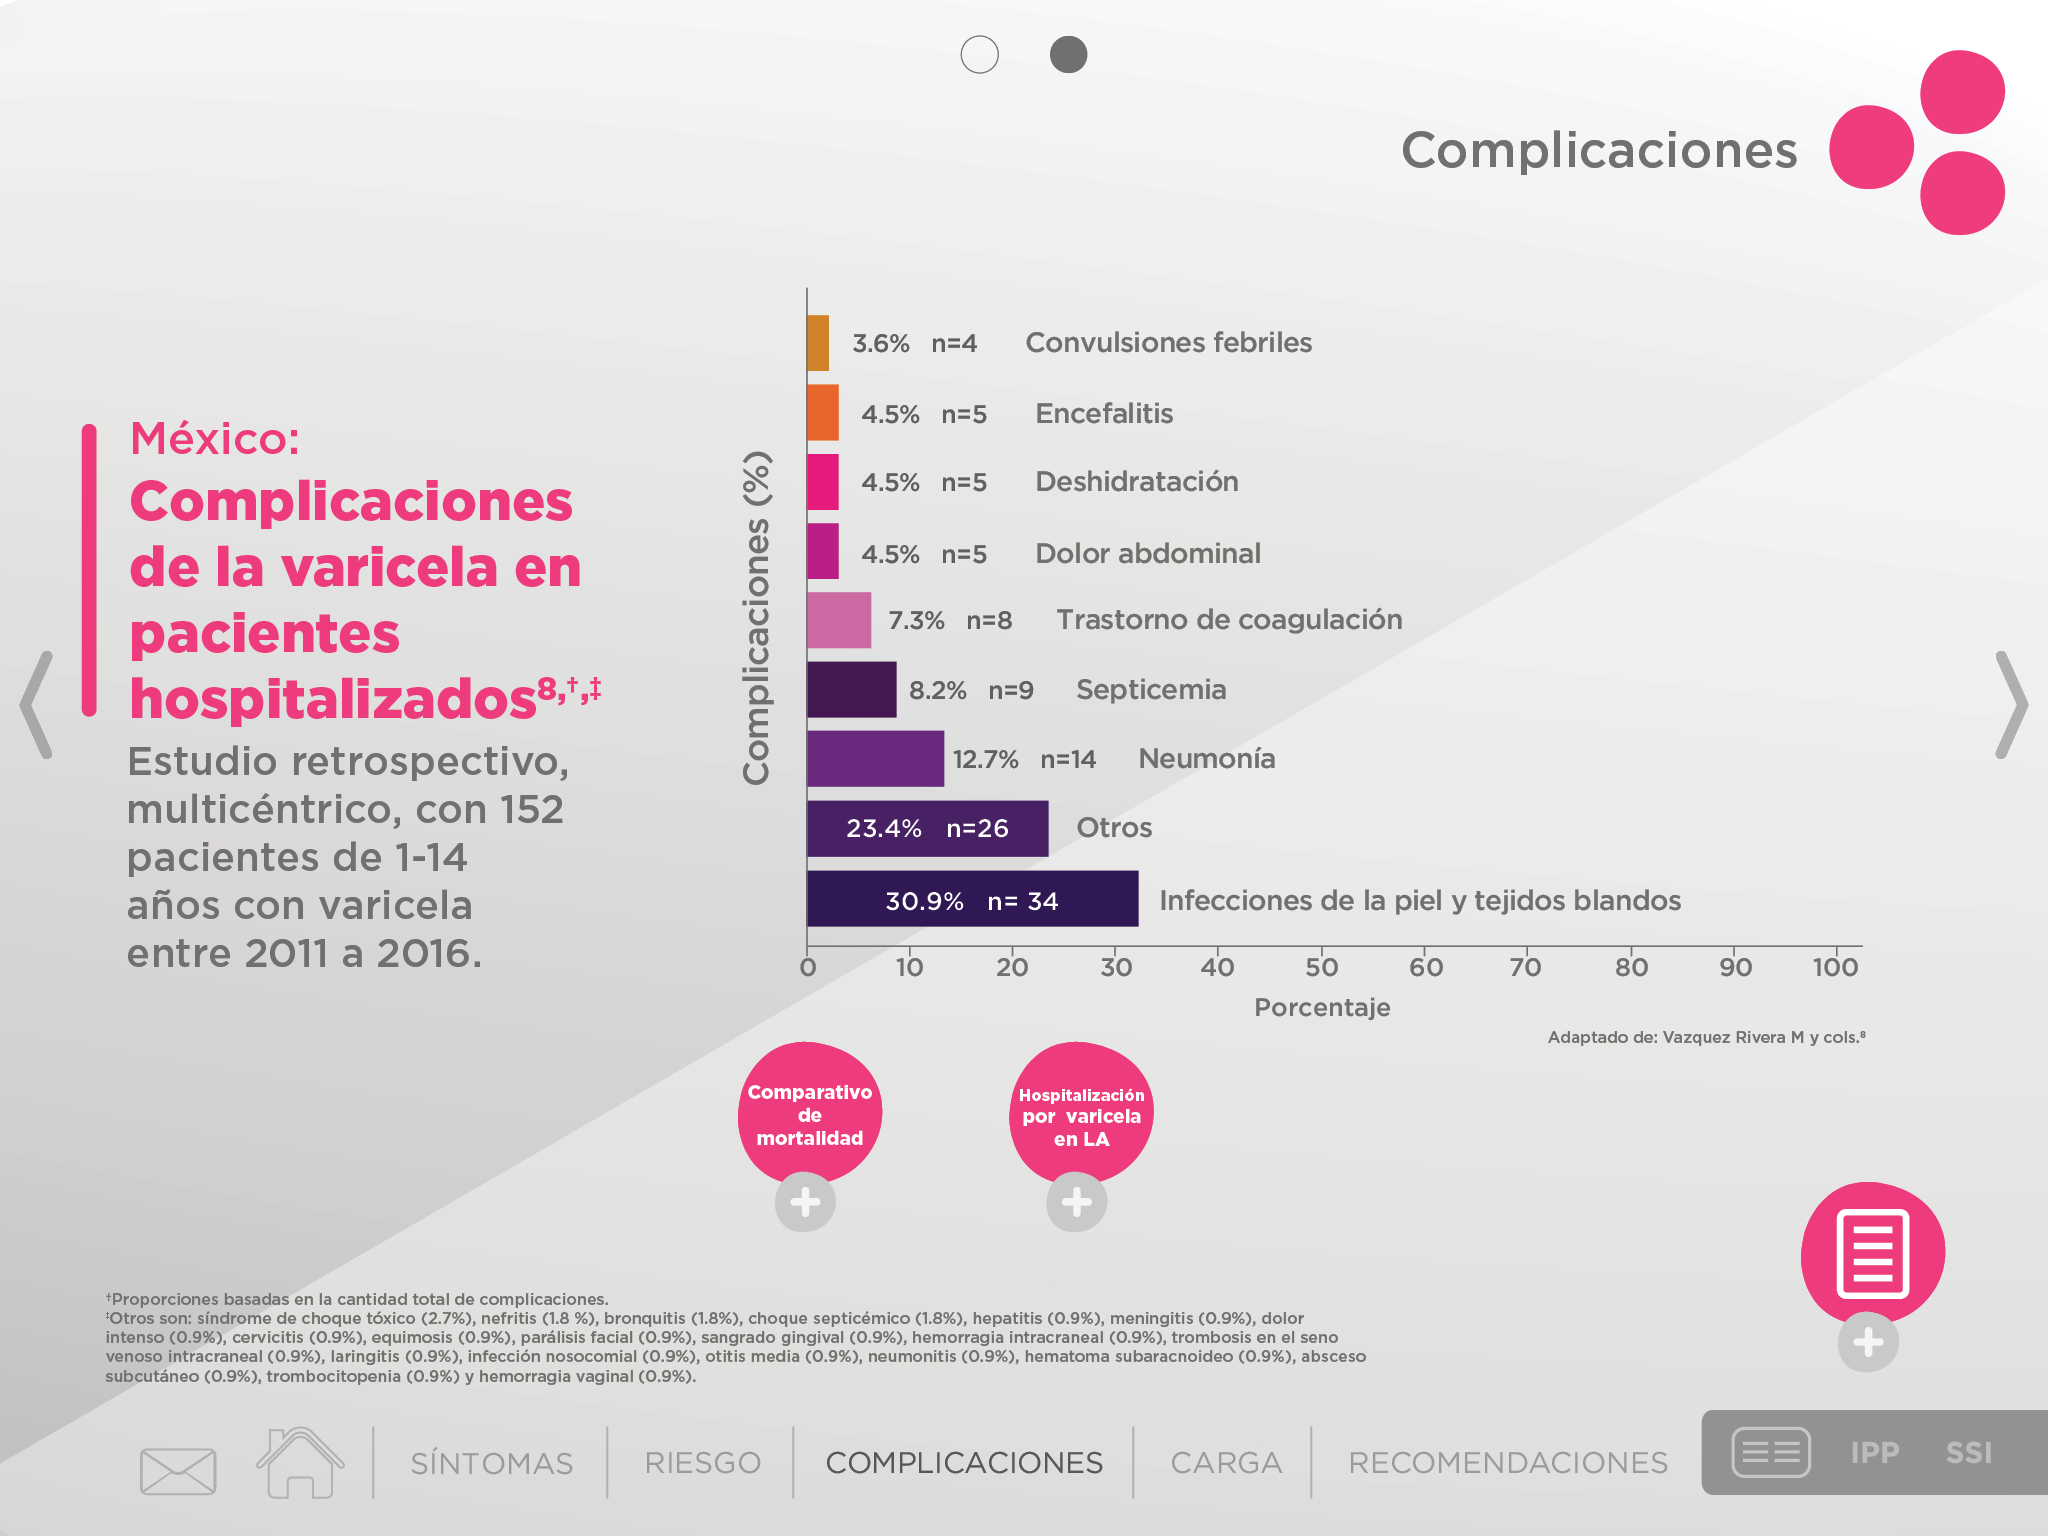 Complicaciones
México:
Complicaciones
de la varicela en
pacientes
hospitalizados8,†,‡
Estudio retrospectivo,
multicéntrico, con 152
pacientes de 1-14
años con varicela
entre 2011 a 2016.
Complicaciones (%)
3.6% n=4 Convulsiones febriles
4.5% n=5 Encefalitis
4.5% n=5 Deshidratación
4.5% n=5 Dolor abdominal
7.3% n=8 Trastorno de coagulación
8.2% n=9 Septicemia
12.7% n=14 Neumonía
23.4% n=26 Otros
30.9% n= 34 Infecciones de la piel y tejidos blandos
0 10 20 30 40 50 60 70 80 90 100
Porcentaje
Adaptado de: Vazquez Rivera M y cols.8
Comparativo
de
mortalidad
Hospitalización
por varicela
en LA
†Proporciones basadas en la cantidad total de complicaciones.
‡Otros son: síndrome de choque tóxico (2.7%), nefritis (1.8 %), bronquitis (1.8%), choque septicémico (1.8%), hepatitis (0.9%), meningitis (0.9%), dolor
intenso (0.9%), cervicitis (0.9%), equimosis (0.9%), parálisis facial (0.9%), sangrado gingival (0.9%), hemorragia intracraneal (0.9%), trombosis en el seno
venoso intracraneal (0.9%), laringitis (0.9%), infección nosocomial (0.9%), otitis media (0.9%), neumonitis (0.9%), hematoma subaracnoideo (0.9%), absceso
subcutáneo (0.9%), trombocitopenia (0.9%) y hemorragia vaginal (0.9%).
SÍNTOMAS RIESGO COMPLICACIONES CARGA RECOMENDACIONES IPP SSI